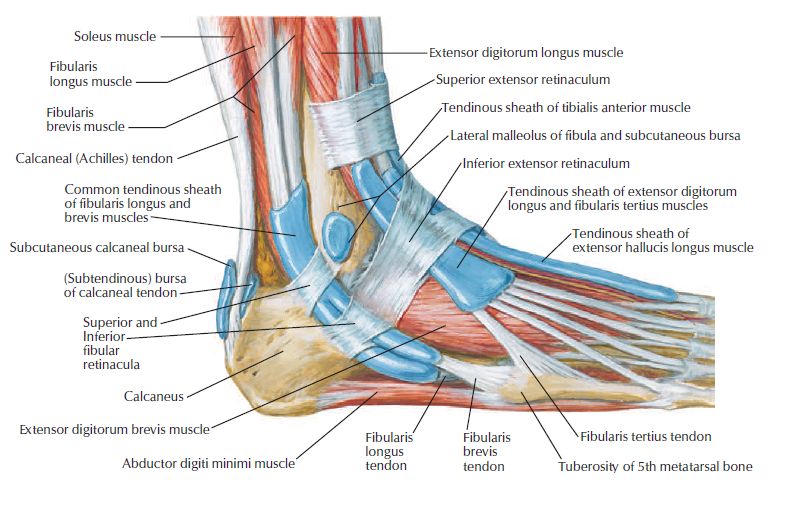 Soleus muscle
Fibularis
longus muscle
Fibularis
brevis muscle
Calcaneal (Achilles) tendon
Common tendinous sheath
of fibularis longus and
brevis muscles
Subcutaneous calcaneal bursa
(Subtendinous) bursa
of calcaneal tendon
Superior and
Inferior
fibular
retinacula
Calcaneus
Extensor digitorum brevis muscle
Abductor digiti minimi muscle
Extensor digitorum longus muscle
Superior extensor retinaculum
Tendinous sheath of tibialis anterior muscle
Lateral malleolus of fibula and subcutaneous bursa
Inferior extensor retinaculum
Tendinous sheath of extensor digitorum
longus and fibularis tertius muscles
Tendinous sheath of
extensor hallucis longus muscle
Fibularis
longus
tendon
Fibularis
brevis
tendon
Fibularis tertius tendon
Tuberosity of 5th metatarsal bone